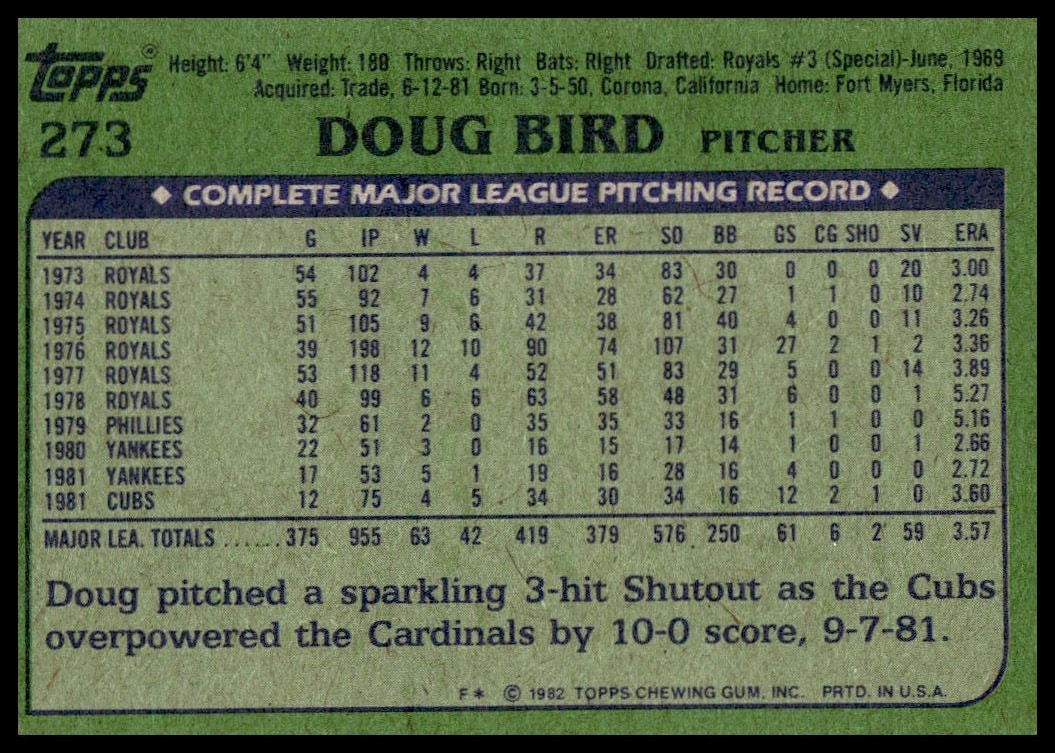 Topps® Height: 6'4" Weight: 180 Throws: Right Bats: Right Drafted: Royals #3 (Special)-June, 1969
Acquired: Trade, 6-12-81 Born: 3-5-50, Corona, California Home: Fort Myers, Florida
273 DOUG BIRD PITCHER
◆ COMPLETE MAJOR LEAGUE PITCHING RECORD ◆
YEAR CLUB G IP W L R ER SO BB GS CG SHO SV ERA
1973 ROYALS 54 102 4 4 37 34 83 30 0 0 0 20 3.00
1974 ROYALS 55 92 7 6 31 28 62 27 1 1 0 10 2.74
1975 ROYALS 51 105 9 6 42 38 81 40 4 0 0 11 3.26
1976 ROYALS 39 198 12 10 90 74 107 31 27 2 1 2 3.36
1977 ROYALS 53 118 11 4 52 51 83 29 5 0 0 14 3.89
1978 ROYALS 40 99 6 6 63 58 48 31 6 0 0 1 5.27
1979 PHILLIES 32 61 2 0 35 35 33 16 1 1 0 0 5.16
1980 YANKEES 22 51 3 0 16 15 17 14 1 0 0 1 2.66
1981 YANKEES 17 53 5 1 19 16 28 16 4 0 0 0 2.72
1981 CUBS 12 75 4 5 34 30 34 16 12 2 1 0 3.60
MAJOR LEA. TOTALS ...... 375 955 63 42 419 379 576 250 61 6 2 59 3.57
Doug pitched a sparkling 3-hit Shutout as the Cubs
overpowered the Cardinals by 10-0 score, 9-7-81.
F* © 1982 TOPPS CHEWING GUM, INC. PRTD. IN U.S.A.